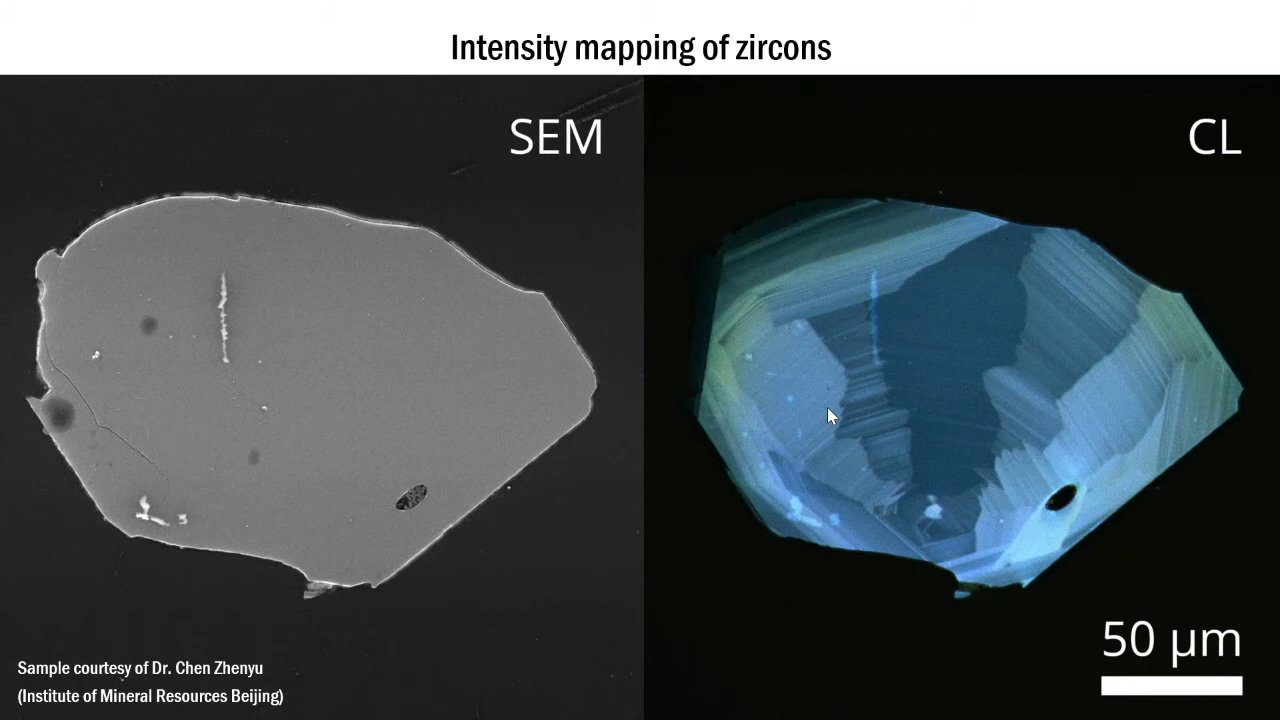 Intensity mapping of zircons
SEM
CL
50 μm
Sample courtesy of Dr. Chen Zhenyu
(Institute of Mineral Resources Beijing)